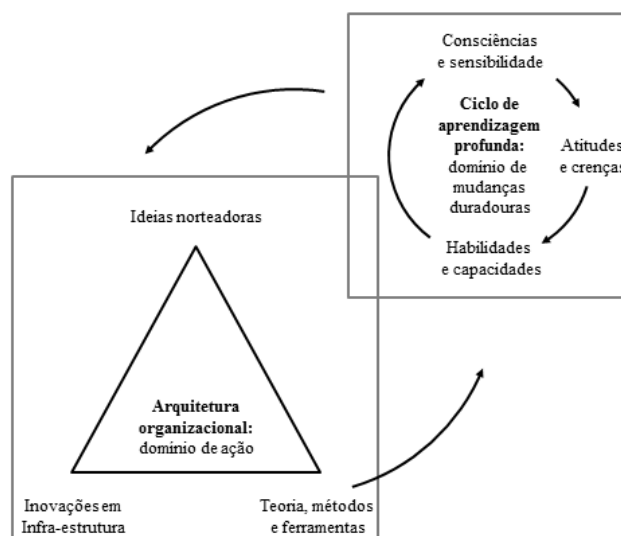 Consciências
e sensibilidade
Ciclo de
aprendizagem
profunda:
domínio de
mudanças
duradouras
Atitudes
e crenças
Habilidades
e capacidades
Ideias norteadoras
Arquitetura
organizacional:
domínio de ação
Inovações em
Infra-estrutura
Teoria, métodos
e ferramentas